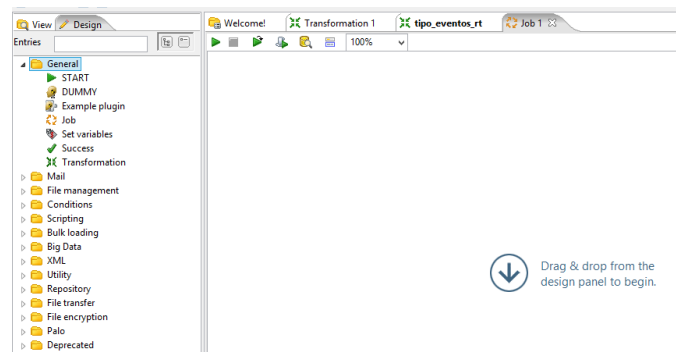 View Design
Welcome! Transformation 1 tipo_eventos_rt Job 1
Entries
100%
General
START
DUMMY
Example plugin
Job
Set variables
Success
Transformation
Mail
File management
Conditions
Scripting
Bulk loading
Big Data
XML
Utility
Repository
File transfer
File encryption
Palo
Deprecated
Drag & drop from the
design panel to begin.